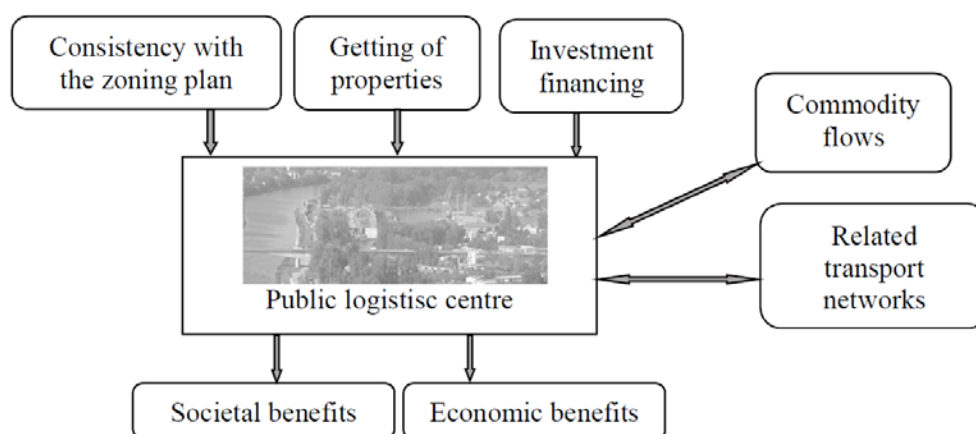 Consistency with
the zoning plan
Getting of
properties
Investment
financing
Commodity
flows
Related
transport
networks
Public logistisc centre
Societal benefits
Economic benefits